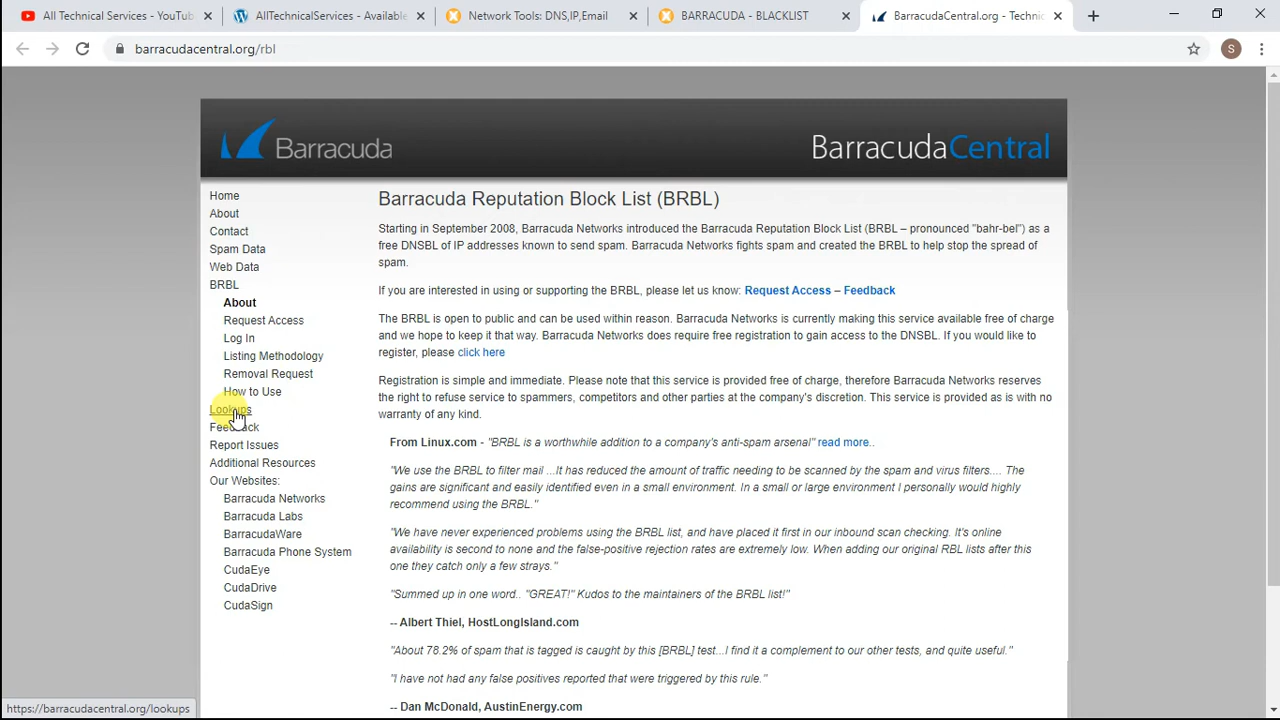 All Technical Services - YouTub
AllTechnicalServices - Available
Network Tools: DNS,IP,Email
BARRACUDA - BLACKLIST
BarracudaCentral.org - Technic
barracudacentral.org/rbl
S
Barracuda
BarracudaCentral
Home
About
Contact
Spam Data
Web Data
BRBL
About
Request Access
Log In
Listing Methodology
Removal Request
How to Use
Lookups
Feedback
Report Issues
Additional Resources
Our Websites:
Barracuda Networks
Barracuda Labs
BarracudaWare
Barracuda Phone System
CudaEye
CudaDrive
CudaSign
Barracuda Reputation Block List (BRBL)
Starting in September 2008, Barracuda Networks introduced the Barracuda Reputation Block List (BRBL – pronounced "bahr-bel") as a
free DNSBL of IP addresses known to send spam. Barracuda Networks fights spam and created the BRBL to help stop the spread of
spam.
If you are interested in using or supporting the BRBL, please let us know: Request Access – Feedback
The BRBL is open to public and can be used within reason. Barracuda Networks is currently making this service available free of charge
and we hope to keep it that way. Barracuda Networks does require free registration to gain access to the DNSBL. If you would like to
register, please click here
Registration is simple and immediate. Please note that this service is provided free of charge, therefore Barracuda Networks reserves
the right to refuse service to spammers, competitors and other parties at the company's discretion. This service is provided as is with no
warranty of any kind.
From Linux.com - "BRBL is a worthwhile addition to a company's anti-spam arsenal" read more..
"We use the BRBL to filter mail ...It has reduced the amount of traffic needing to be scanned by the spam and virus filters.... The
gains are significant and easily identified even in a small environment. In a small or large environment I personally would highly
recommend using the BRBL."
"We have never experienced problems using the BRBL list, and have placed it first in our inbound scan checking. It's online
availability is second to none and the false-positive rejection rates are extremely low. When adding our original RBL lists after this
one they catch only a few strays."
"Summed up in one word.. "GREAT!" Kudos to the maintainers of the BRBL list!"
-- Albert Thiel, HostLongIsland.com
"About 78.2% of spam that is tagged is caught by this [BRBL] test...I find it a complement to our other tests, and quite useful."
"I have not had any false positives reported that were triggered by this rule."
-- Dan McDonald, AustinEnergy.com
https://barracudacentral.org/lookups